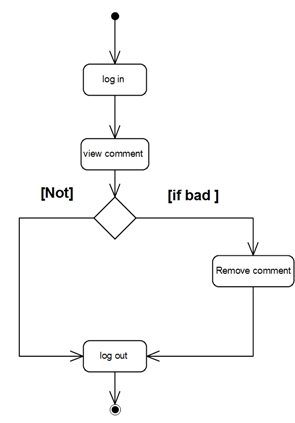 log in
view comment
[Not]
[if bad ]
Remove comment
log out